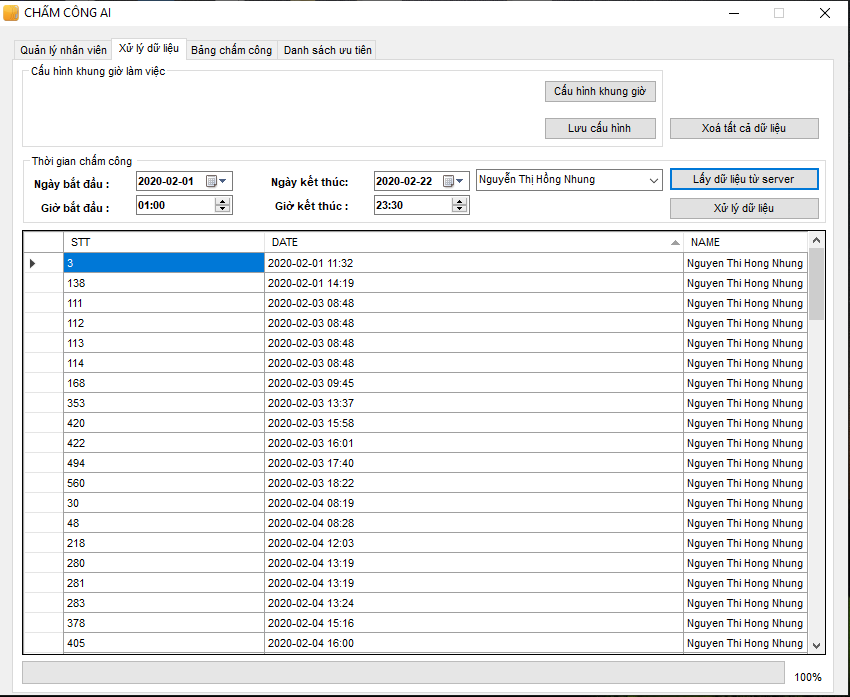 CHẤM CÔNG AI
Quản lý nhân viên Xử lý dữ liệu Bảng chấm công Danh sách ưu tiên
Cấu hình khung giờ làm việc
Cấu hình khung giờ
Lưu cấu hình Xoá tất cả dữ liệu
Thời gian chấm công
Ngày bắt đầu : 2020-02-01 Ngày kết thúc: 2020-02-22 Nguyễn Thị Hồng Nhung Lấy dữ liệu từ server
Giờ bắt đầu : 01:00 Giờ kết thúc : 23:30 Xử lý dữ liệu
STT DATE NAME
3 2020-02-01 11:32 Nguyen Thi Hong Nhung
138 2020-02-01 14:19 Nguyen Thi Hong Nhung
111 2020-02-03 08:48 Nguyen Thi Hong Nhung
112 2020-02-03 08:48 Nguyen Thi Hong Nhung
113 2020-02-03 08:48 Nguyen Thi Hong Nhung
114 2020-02-03 08:48 Nguyen Thi Hong Nhung
168 2020-02-03 09:45 Nguyen Thi Hong Nhung
353 2020-02-03 13:37 Nguyen Thi Hong Nhung
420 2020-02-03 15:58 Nguyen Thi Hong Nhung
422 2020-02-03 16:01 Nguyen Thi Hong Nhung
494 2020-02-03 17:40 Nguyen Thi Hong Nhung
560 2020-02-03 18:22 Nguyen Thi Hong Nhung
30 2020-02-04 08:19 Nguyen Thi Hong Nhung
48 2020-02-04 08:28 Nguyen Thi Hong Nhung
218 2020-02-04 12:03 Nguyen Thi Hong Nhung
280 2020-02-04 13:19 Nguyen Thi Hong Nhung
281 2020-02-04 13:19 Nguyen Thi Hong Nhung
283 2020-02-04 13:24 Nguyen Thi Hong Nhung
378 2020-02-04 15:16 Nguyen Thi Hong Nhung
405 2020-02-04 16:00 Nguyen Thi Hong Nhung
100%